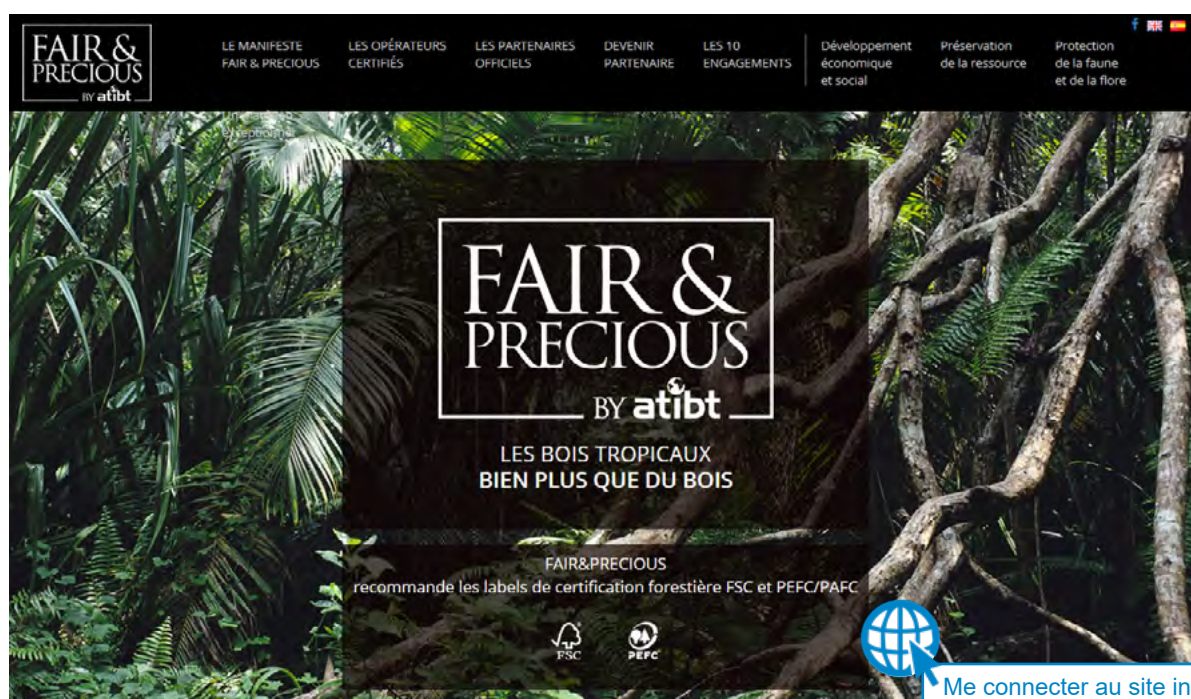 FAIR &
PRECIOUS
BY atibt
LE MANIFESTE
FAIR & PRECIOUS
LES OPÉRATEURS
CERTIFIÉS
LES PARTENAIRES
OFFICIELS
DEVENIR
PARTENAIRE
LES 10
ENGAGEMENTS
Développement
économique
et social
Préservation
de la ressource
Protection
de la faune
et de la flore
f
FAIR &
PRECIOUS
BY atibt
LES BOIS TROPICAUX
BIEN PLUS QUE DU BOIS
FAIR&PRECIOUS
recommande les labels de certification forestière FSC et PEFC/PAFC
FSC
PEFC
Me connecter au site in